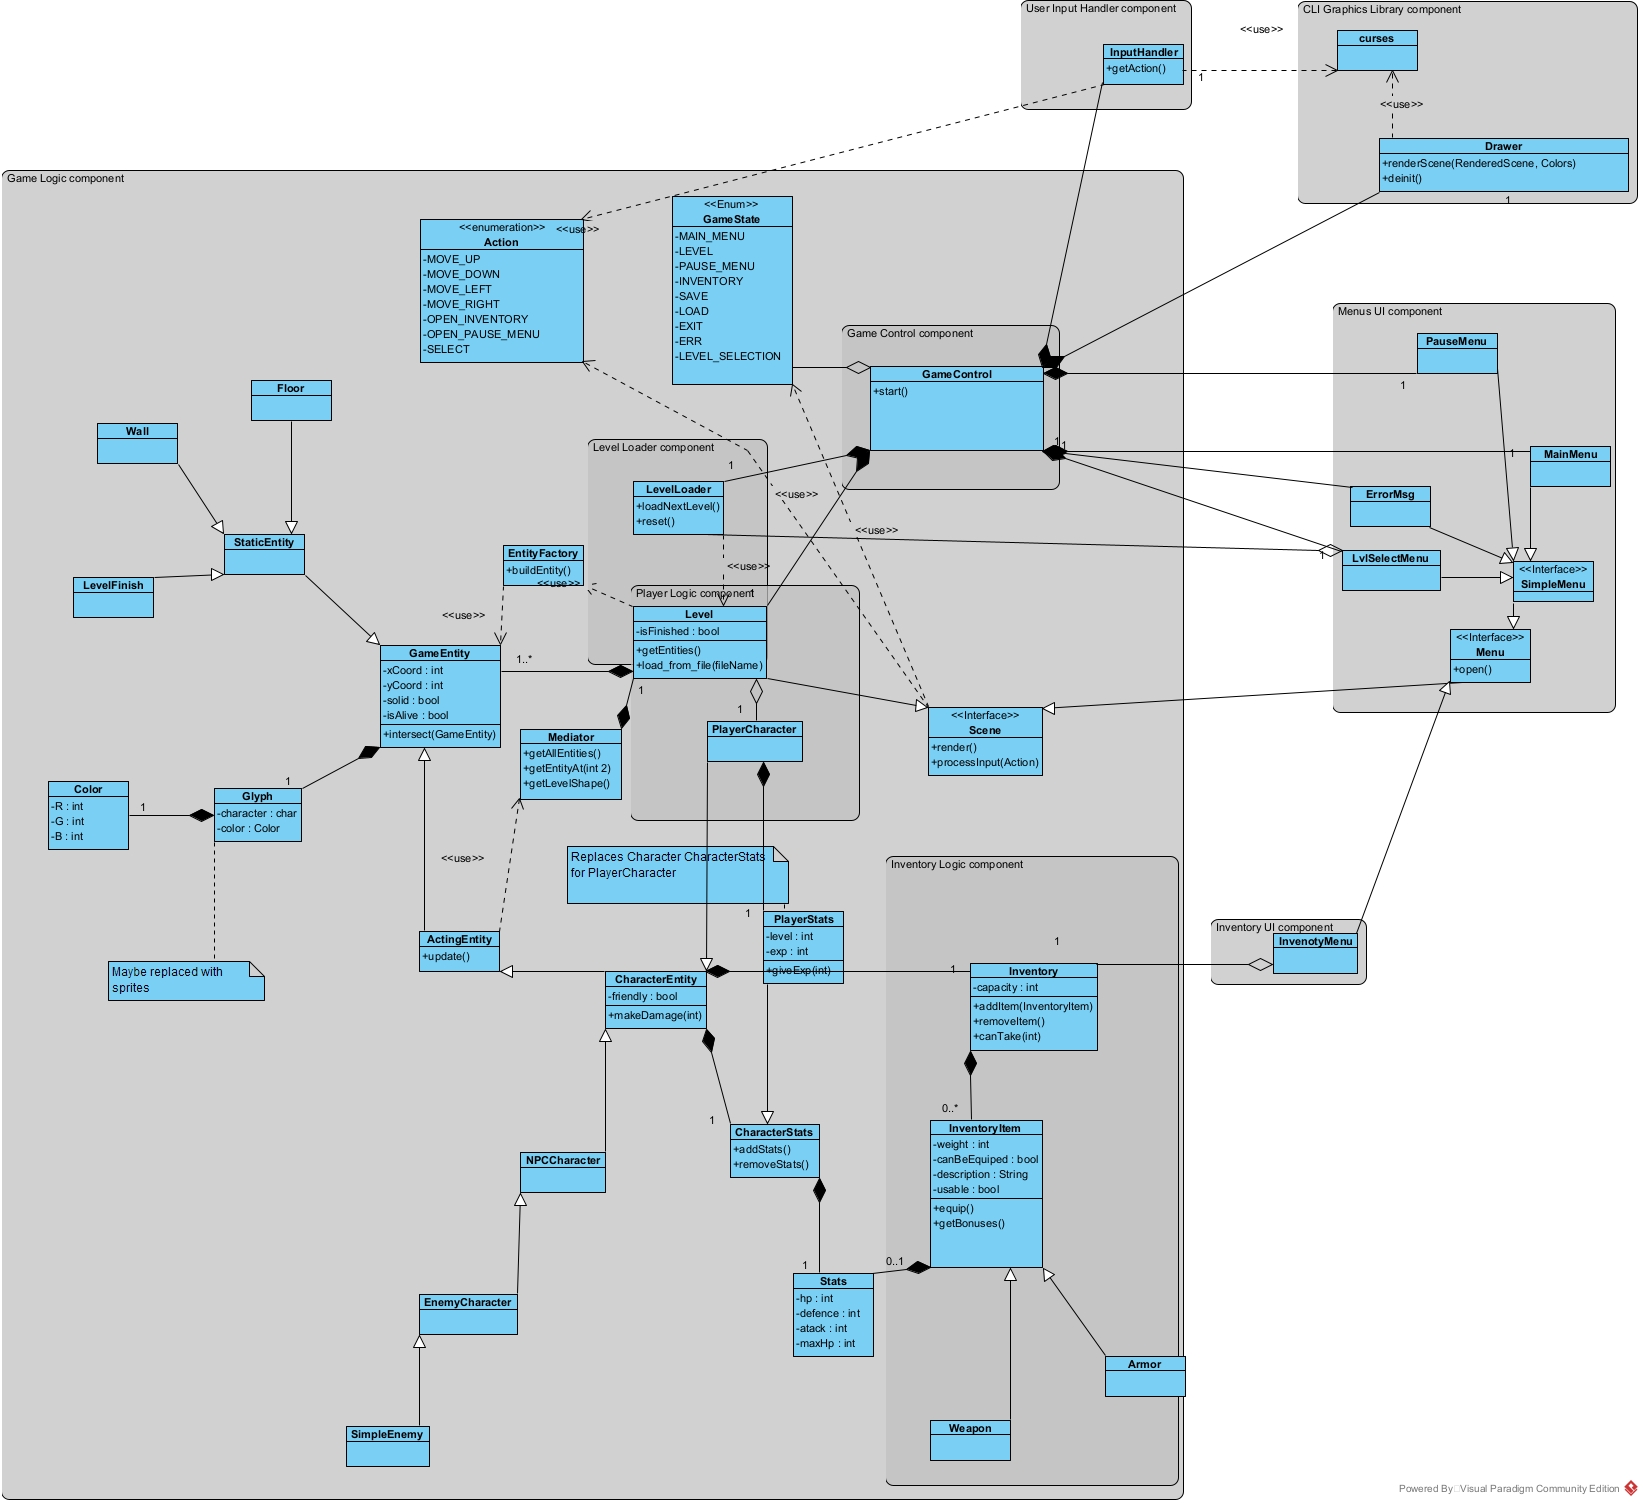 User Input Handler component
InputHandler
+getAction()
1
<<use>>
CLI Graphics Library component
curses
<<use>>
Drawer
+renderScene(RenderedScene, Colors)
+deinit()
1
Game Logic component
<<enumeration>>
Action
-MOVE_UP
-MOVE_DOWN
-MOVE_LEFT
-MOVE_RIGHT
-OPEN_INVENTORY
-OPEN_PAUSE_MENU
-SELECT
<<use>>
<<Enum>>
GameState
-MAIN_MENU
-LEVEL
-PAUSE_MENU
-INVENTORY
-SAVE
-LOAD
-EXIT
-ERR
-LEVEL_SELECTION
Game Control component
GameControl
+start()
1
1
Menus UI component
PauseMenu
1
MainMenu
1
ErrorMsg
LvlSelectMenu
1
<<Interface>>
SimpleMenu
<<Interface>>
Menu
+open()
Floor
Wall
StaticEntity
LevelFinish
Level Loader component
1
LevelLoader
+loadNextLevel()
+reset()
<<use>>
<<use>>
<<use>>
EntityFactory
+buildEntity()
<<use>>
<<use>>
Player Logic component
1
Level
-isFinished : bool
+getEntities()
+load_from_file(fileName)
GameEntity
-xCoord : int
-yCoord : int
-solid : bool
-isAlive : bool
+intersect(GameEntity)
1..*
1
1
PlayerCharacter
Mediator
+getAllEntities()
+getEntityAt(int 2)
+getLevelShape()
<<Interface>>
Scene
+render()
+processInput(Action)
Color
-R : int
-G : int
-B : int
1
Glyph
-character : char
-color : Color
1
<<use>>
Replaces Character CharacterStats
for PlayerCharacter
Maybe replaced with
sprites
ActingEntity
+update()
1
PlayerStats
-level : int
-exp : int
+giveExp(int)
CharacterEntity
-friendly : bool
+makeDamage(int)
Inventory Logic component
1
1
Inventory
-capacity : int
+addItem(InventoryItem)
+removeItem()
+canTake(int)
Inventory UI component
InvenotyMenu
0..*
InventoryItem
-weight : int
-canBeEquiped : bool
-description : String
-usable : bool
+equip()
+getBonuses()
1
CharacterStats
+addStats()
+removeStats()
NPCCharacter
1
0..1
Stats
-hp : int
-defence : int
-atack : int
-maxHp : int
EnemyCharacter
Armor
Weapon
SimpleEnemy
Powered By Visual Paradigm Community Edition